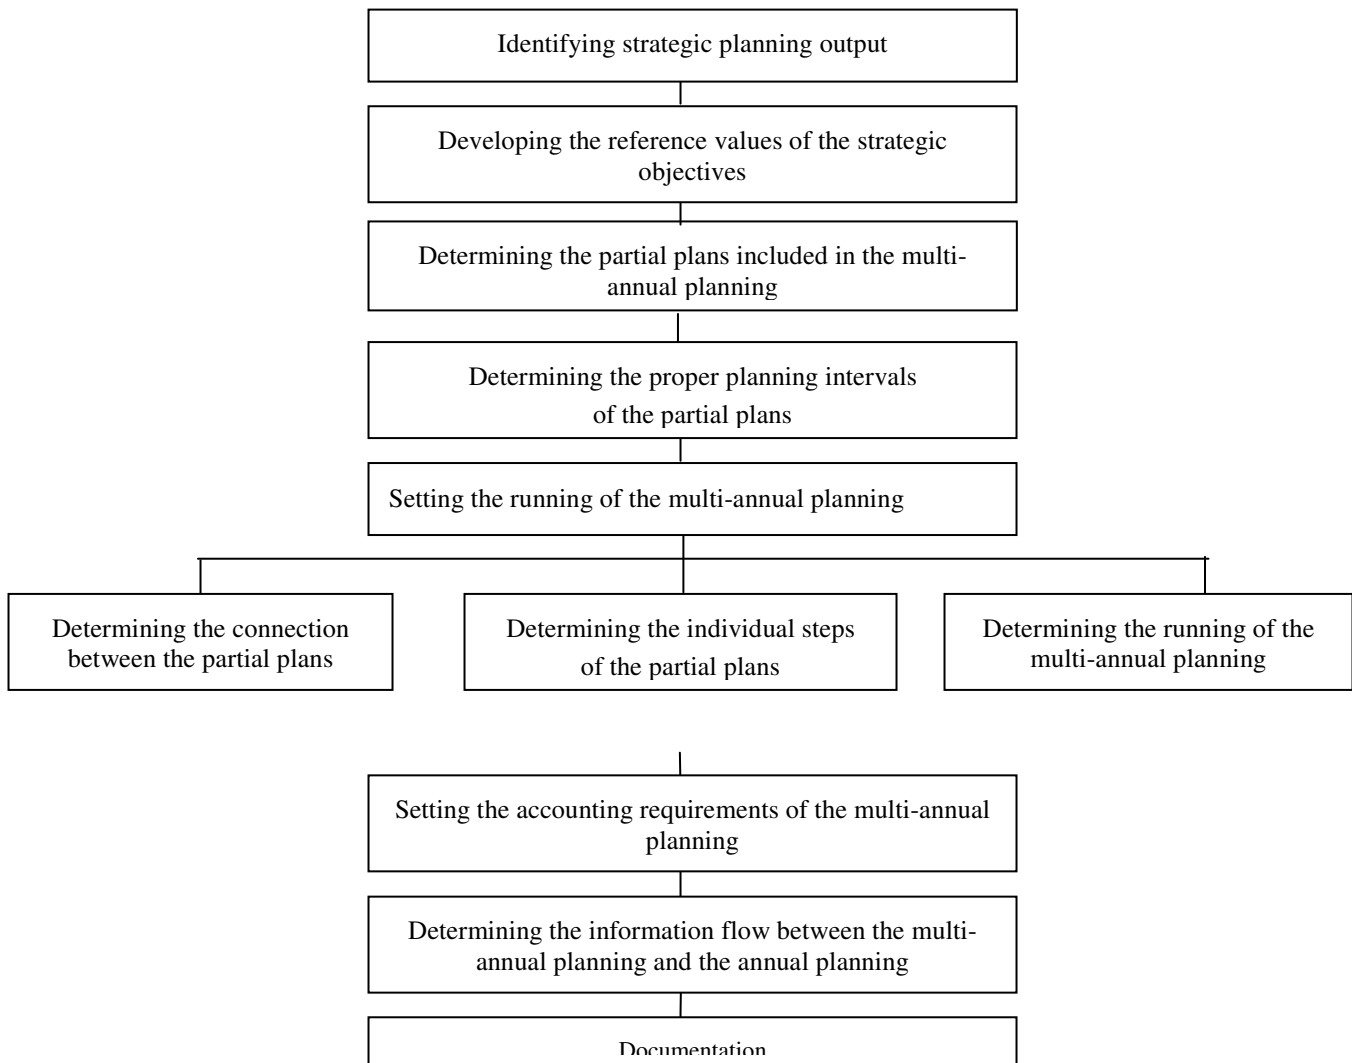 Identifying strategic planning output
Developing the reference values of the strategic
objectives
Determining the partial plans included in the multi-
annual planning
Determining the proper planning intervals
of the partial plans
Setting the running of the multi-annual planning
Determining the connection
between the partial plans
Determining the individual steps
of the partial plans
Determining the running of the
multi-annual planning
Setting the accounting requirements of the multi-annual
planning
Determining the information flow between the multi-
annual planning and the annual planning
Documentation